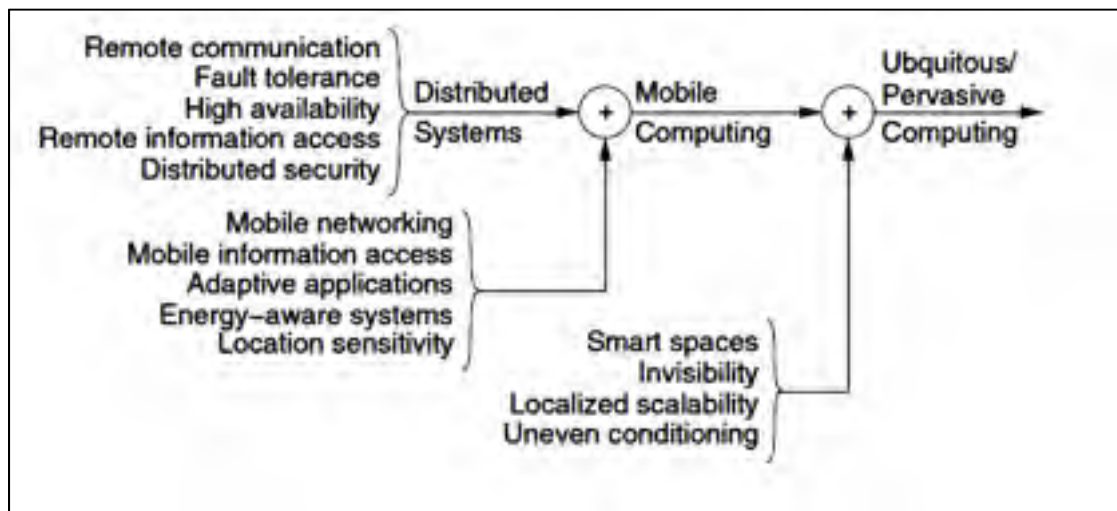 Remote communication
Fault tolerance
High availability
Remote information access
Distributed security
Distributed
Systems
+
Mobile
Computing
+
Ubquitous/
Pervasive
Computing
Mobile networking
Mobile information access
Adaptive applications
Energy-aware systems
Location sensitivity
Smart spaces
Invisibility
Localized scalability
Uneven conditioning